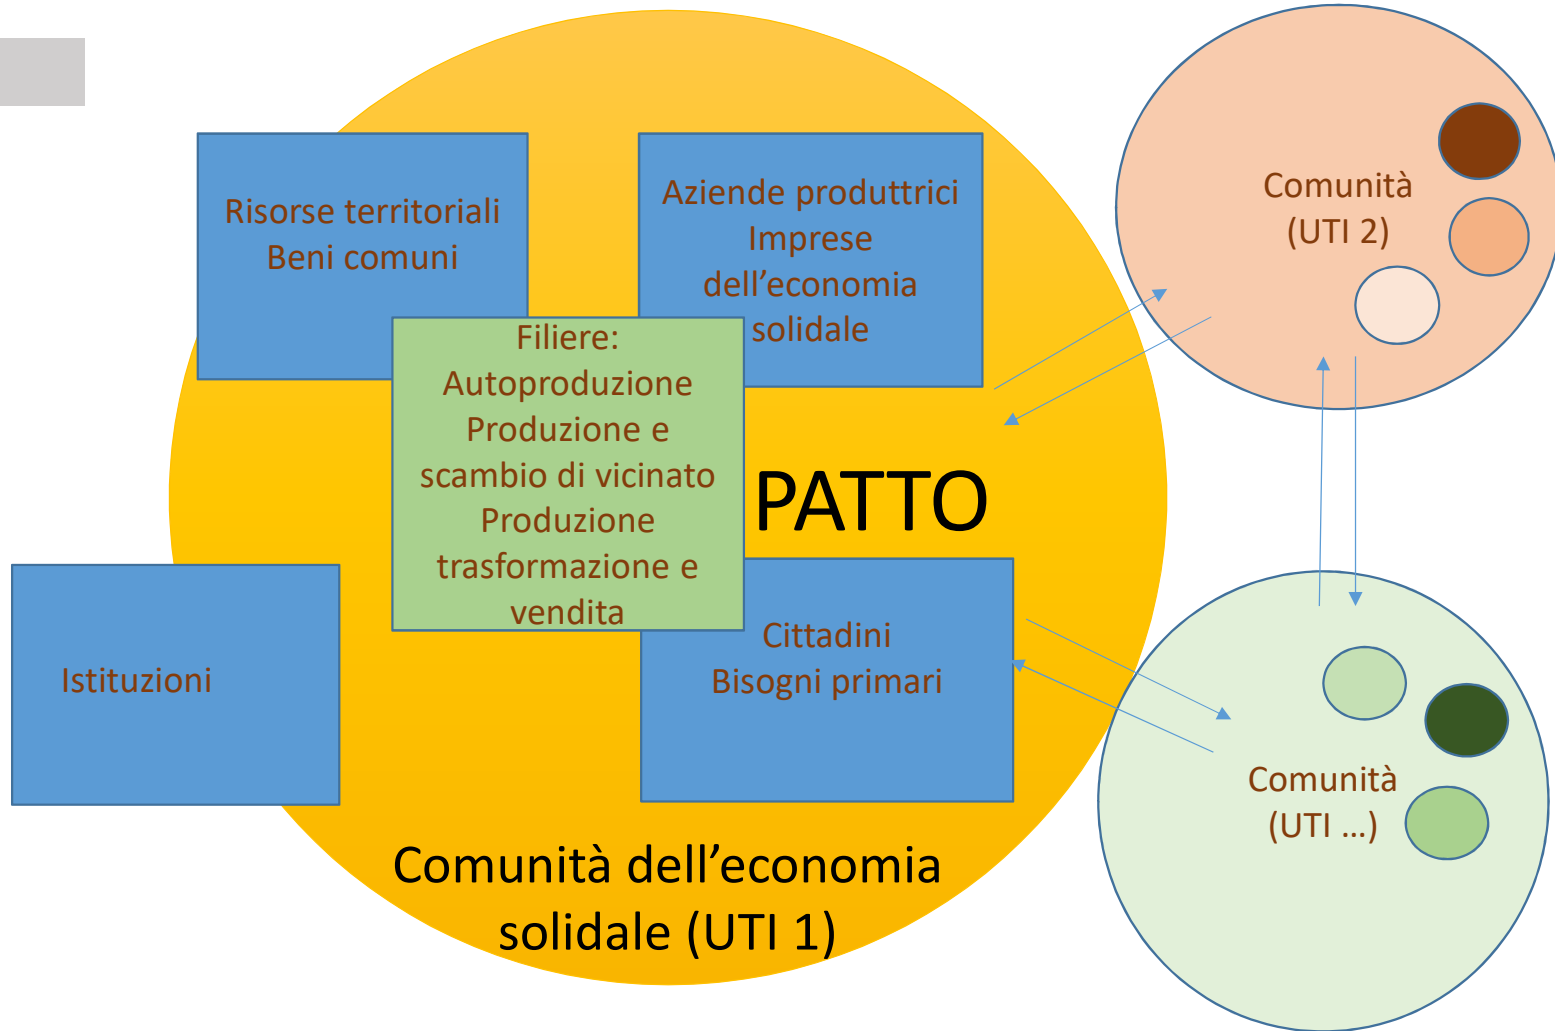 Risorse territoriali
Beni comuni
Aziende produttrici
Imprese
dell’economia
solidale
Filiere:
Autoproduzione
Produzione e
scambio di vicinato
Produzione
trasformazione e
vendita
PATTO
Istituzioni
Cittadini
Bisogni primari
Comunità dell’economia
solidale (UTI 1)
Comunità
(UTI 2)
Comunità
(UTI …)